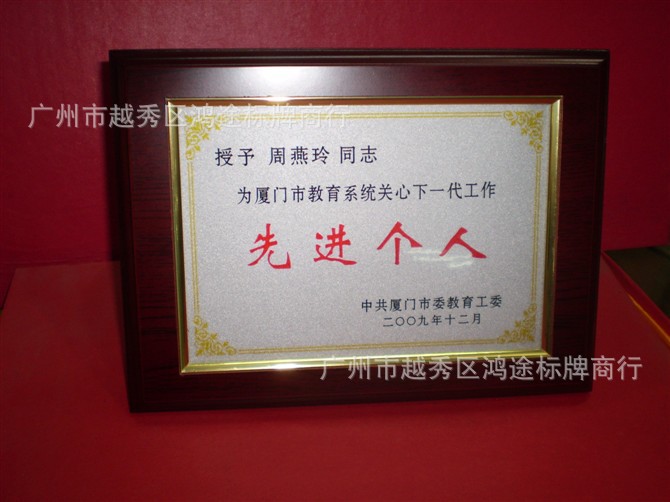 广州市越秀区鸿途标牌商行
授予 周燕玲 同志
为厦门市教育系统关心下一代工作
先进个人
中共厦门市委教育工委
二〇〇九年十二月
广州市越秀区鸿途标牌商行